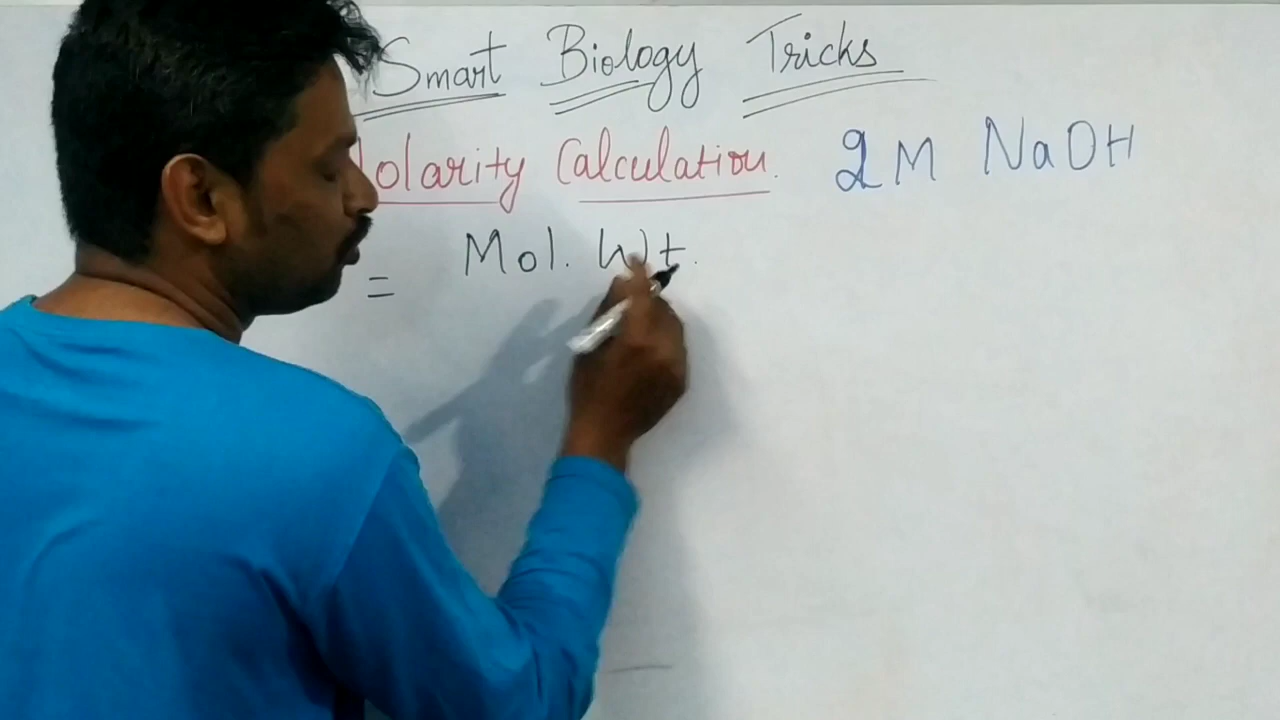 Smart Biology Tricks
olarity Calculation. 2M NaOH
= Mol. Wt.